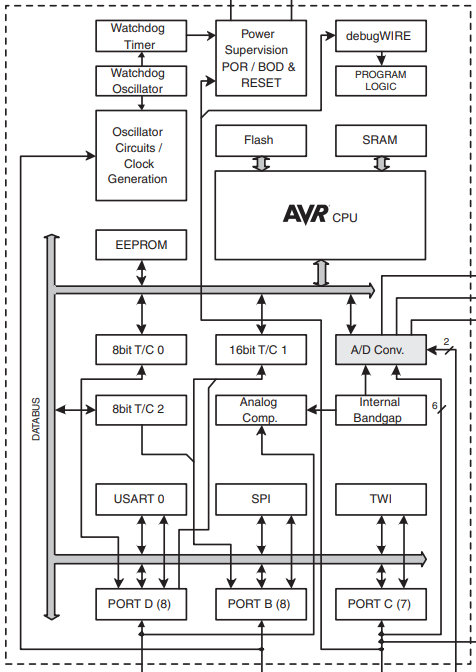 Watchdog
Timer
Power
Supervision
POR / BOD &
RESET
debugWIRE
Watchdog
Oscillator
PROGRAM
LOGIC
Oscillator
Circuits /
Clock
Generation
Flash
SRAM
AVR CPU
EEPROM
8bit T/C 0
16bit T/C 1
A/D Conv.
2
DATABUS
8bit T/C 2
Analog
Comp.
Internal
Bandgap
6
USART 0
SPI
TWI
PORT D (8)
PORT B (8)
PORT C (7)